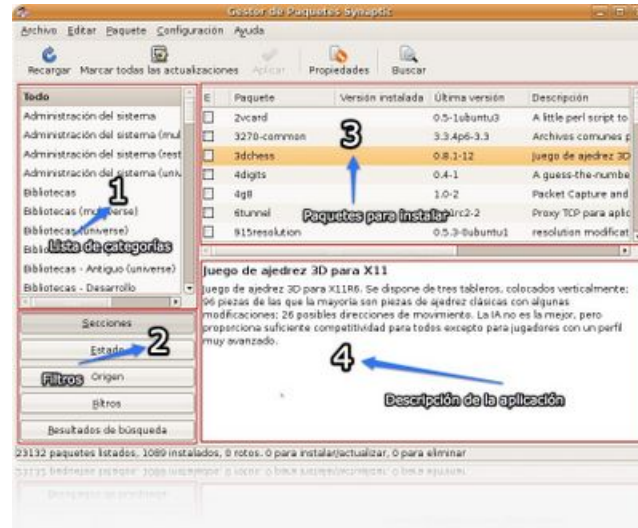 Gestor de Paquetes Synaptic
Archivo Editar Paquete Configuración Ayuda
Recargar Marcar todas las actualizaciones Aplicar Propiedades Buscar
Todo
Administración del sistema
Administración del sistema (mul
Administración del sistema (rest
Administración del sistema (univ
Bibliotecas
Bibliotecas (multiverse)
Bibliotecas (universe)
Bibliotecas - Antiguo (universe)
Bibliotecas - Desarrollo
1
Lista de categorías
E Paquete Versión instalada Última versión Descripción
2vcard 0.5-1ubuntu3 A little perl script to
3270-common 3.3.4p6-3.3 Archivos comunes p
3dchess 0.8.1-12 Juego de ajedrez 3D
4digits 0.4-1 A guess-the-numbe
4g8 1.0-2 Packet Capture and
6tunnel rc2-2 Proxy TCP para aplic
915resolution 0.5.3-0ubuntu1 resolution modificat
3
Paquetes para instalar
Secciones
Estado
Origen
Filtros
Resultados de búsqueda
2
Filtros
Juego de ajedrez 3D para X11
Juego de ajedrez 3D para X11R6. Se dispone de tres tableros, colocados verticalmente;
96 piezas de las que la mayoría son piezas de ajedrez clásicas con algunas
modificaciones; 26 posibles direcciones de movimiento. La IA no es la mejor, pero
proporciona suficiente competitividad para todos excepto para jugadores con un perfil
muy avanzado.
4
Descripción de la aplicación
23132 paquetes listados, 1089 instalados, 0 rotos. 0 para instalar/actualizar, 0 para eliminar